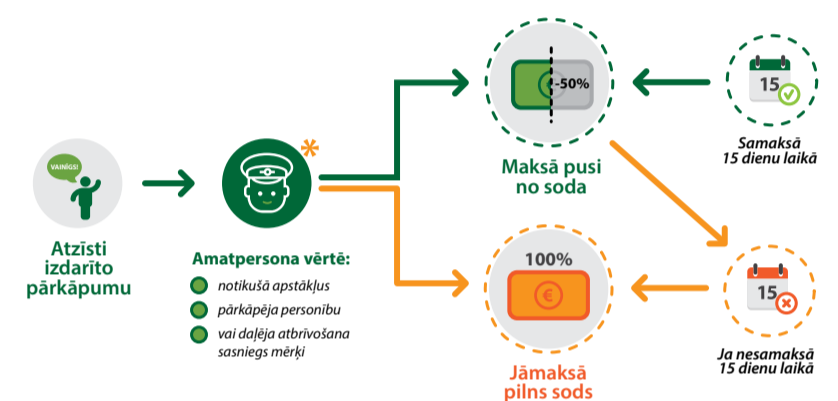 VAINĪGS!
Atzīsti
izdarīto
pārkāpumu
*
Amatpersona vērtē:
notikušā apstākļus
pārkāpēja personību
vai daļēja atbrīvošana
sasniegs mērķi
€
-50%
Maksā pusi
no soda
15
Samaksā
15 dienu laikā
100%
€
Jāmaksā
pilns sods
15
Ja nesamaksā
15 dienu laikā